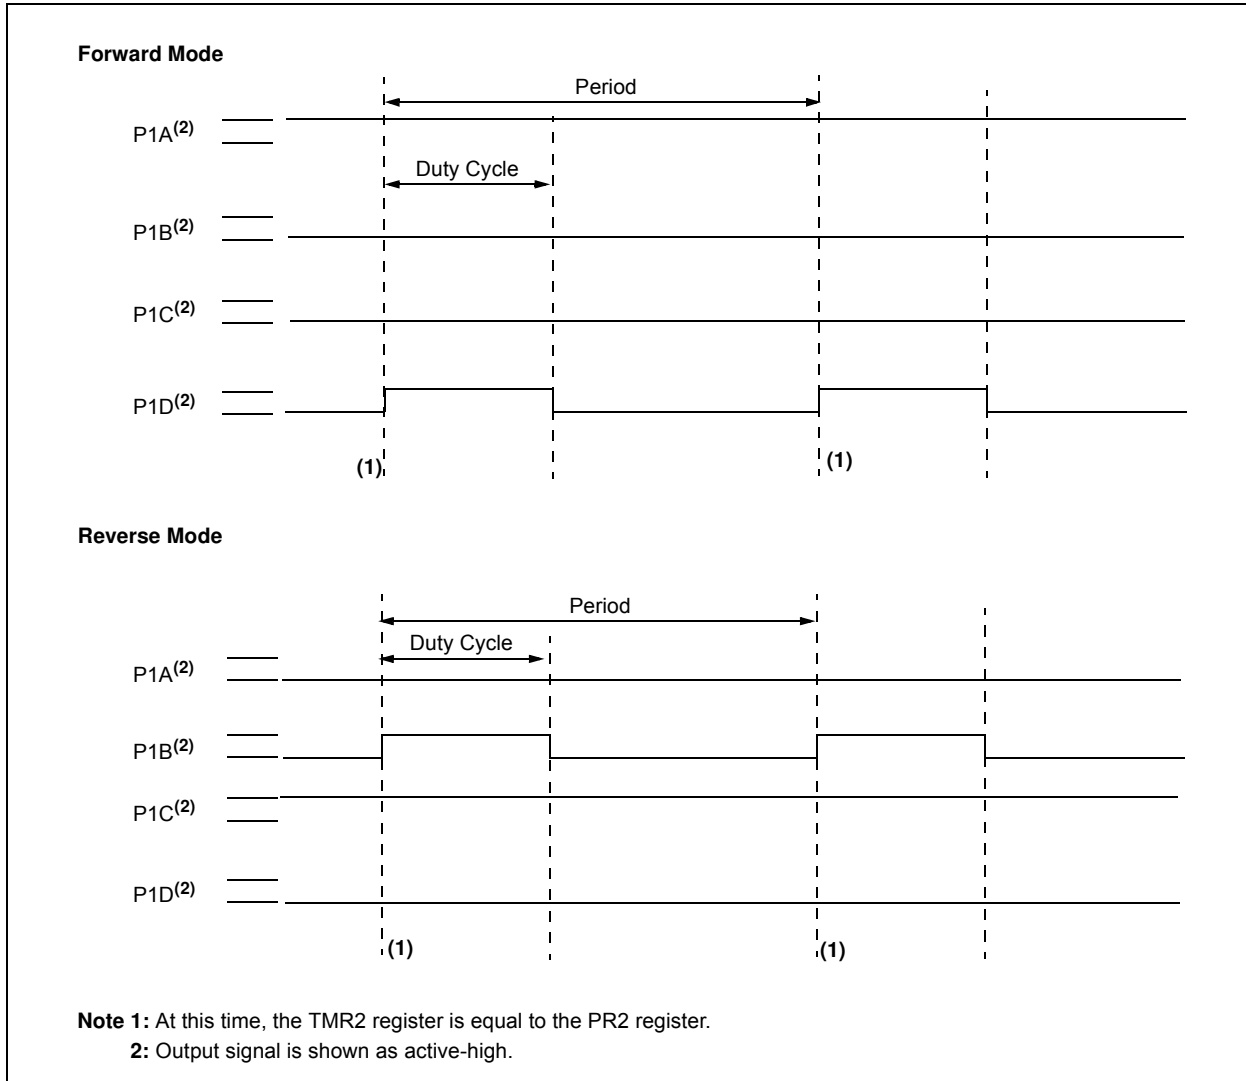 Forward Mode
Period
P1A(2)
Duty Cycle
P1B(2)
P1C(2)
P1D(2)
(1)
(1)
Reverse Mode
Period
Duty Cycle
P1A(2)
P1B(2)
P1C(2)
P1D(2)
(1)
(1)
Note 1: At this time, the TMR2 register is equal to the PR2 register.
2: Output signal is shown as active-high.